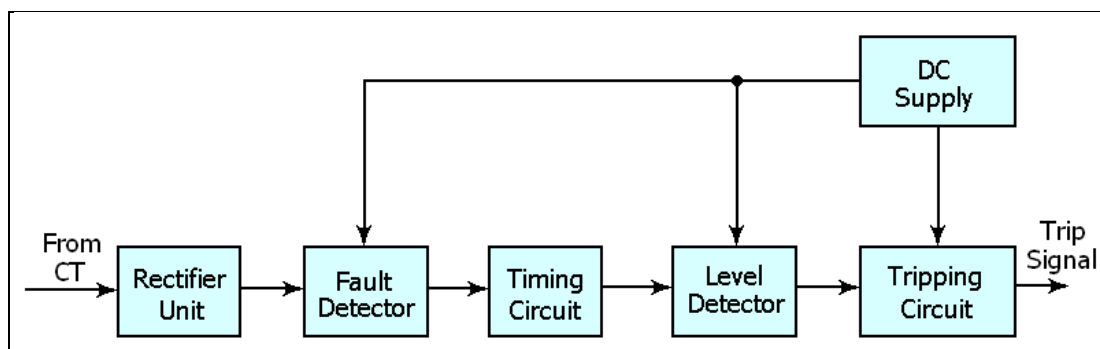 DC
Supply
From
CT
Rectifier
Unit
Fault
Detector
Timing
Circuit
Level
Detector
Tripping
Circuit
Trip
Signal